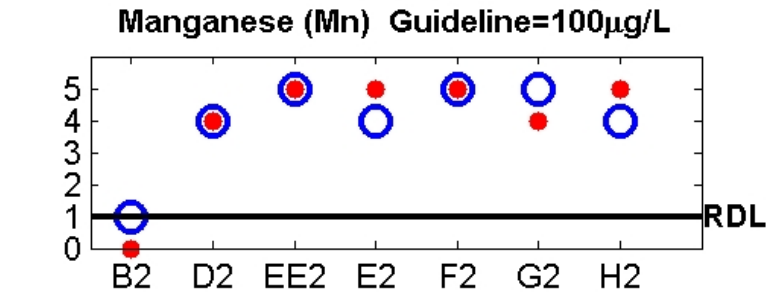 Manganese (Mn) Guideline=100μg/L
5
4
3
2
1 RDL
0
B2 D2 EE2 E2 F2 G2 H2